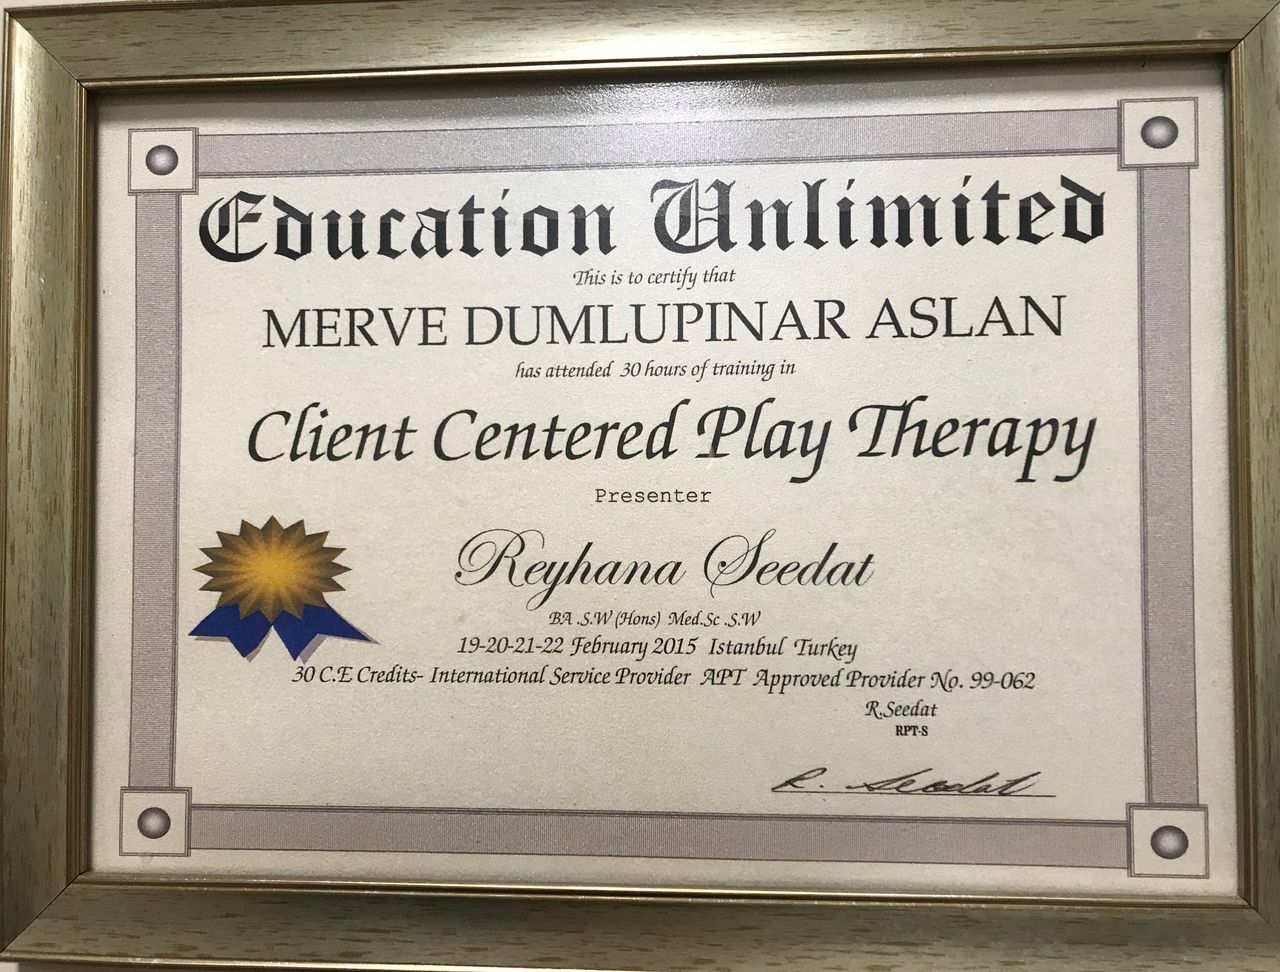 Education Unlimited
This is to certify that
MERVE DUMLUPINAR ASLAN
has attended 30 hours of training in
Client Centered Play Therapy
Presenter
Reyhana Seedat
BA .S.W (Hons) Med.Sc .S.W
19-20-21-22 February 2015 Istanbul Turkey
30 C.E Credits- International Service Provider APT Approved Provider No. 99-062
R.Seedat
RPT-S
R. Seedat